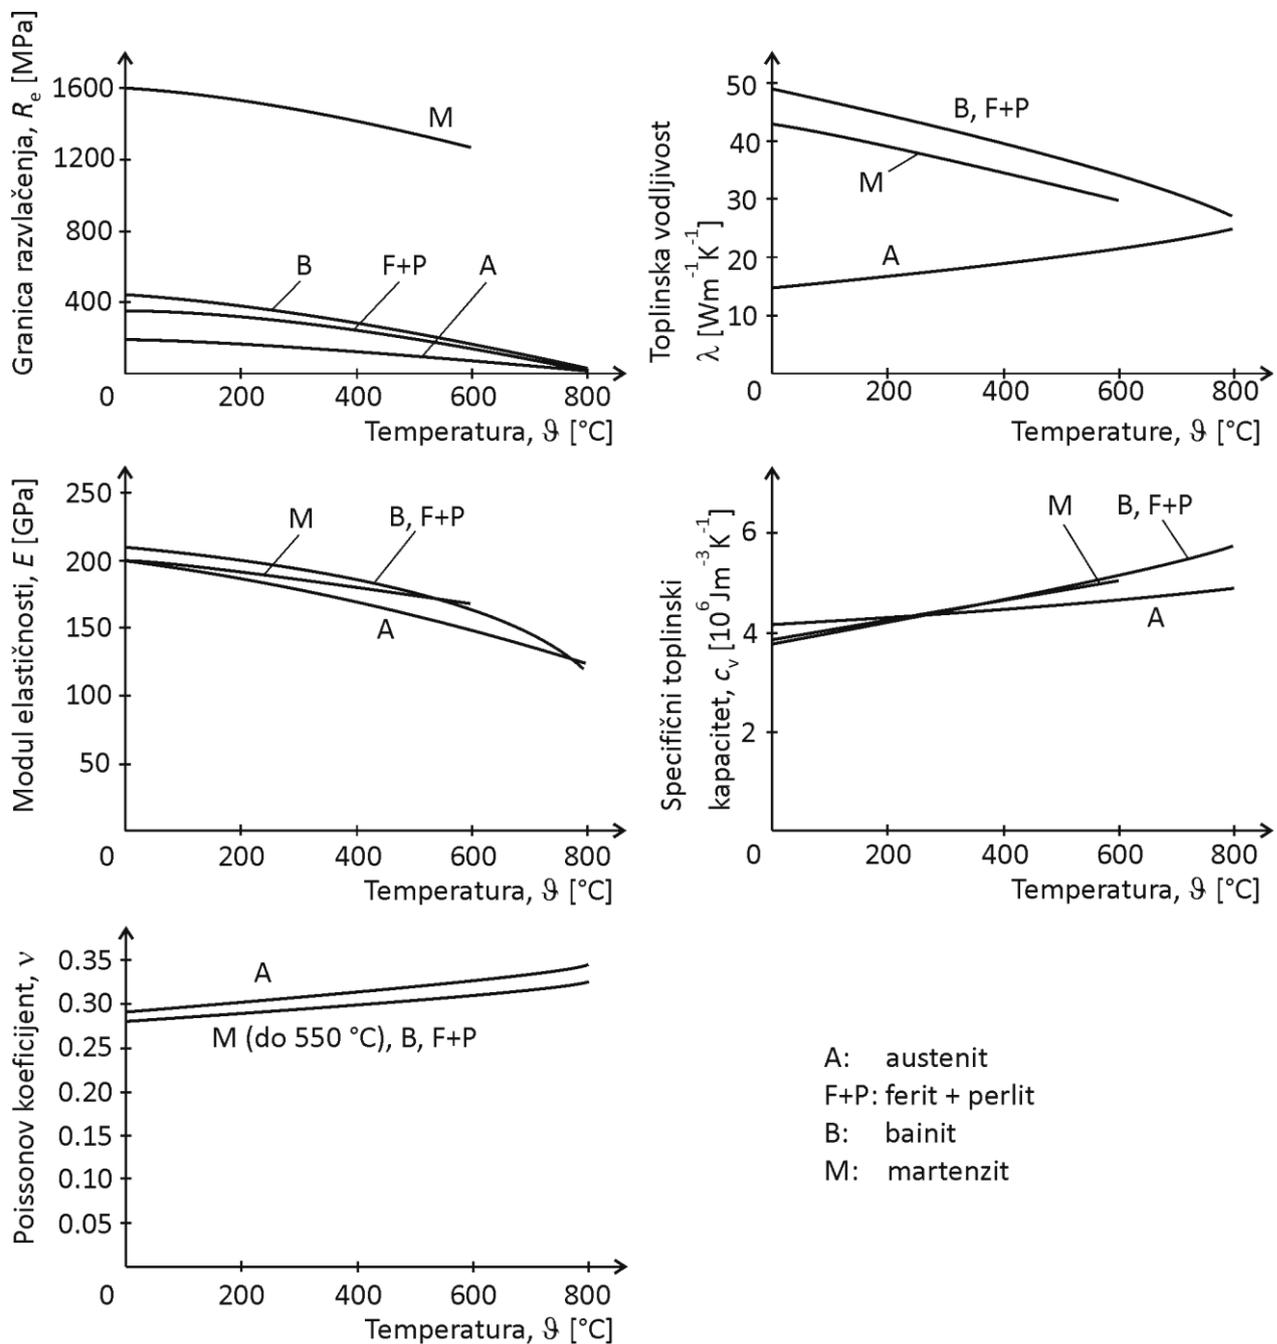 Granica razvlačenja, Re [MPa]
1600
1200
800
400
0
200
400
600
800
M
B
F+P
A
Temperatura, ϑ [°C]
Toplinska vodljivost
λ [Wm⁻¹K⁻¹]
50
40
30
20
10
0
200
400
600
800
B, F+P
M
A
Temperature, ϑ [°C]
Modul elastičnosti, E [GPa]
250
200
150
100
50
0
200
400
600
800
M
B, F+P
A
Temperatura, ϑ [°C]
Specifični toplinski
kapacitet, cv [10⁶Jm⁻³K⁻¹]
6
4
2
0
200
400
600
800
M
B, F+P
A
Temperatura, ϑ [°C]
Poissonov koeficijent, ν
0.35
0.30
0.25
0.20
0.15
0.10
0.05
0
200
400
600
800
A
M (do 550 °C), B, F+P
Temperatura, ϑ [°C]
A: austenit
F+P: ferit + perlit
B: bainit
M: martenzit